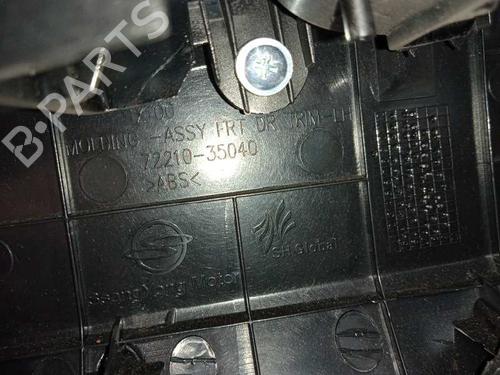 B-PARTS
MOLDING -ASSY FRT DR TRIM-LH
72210-35040
>ABS<
SsangYong Motor
SH Global